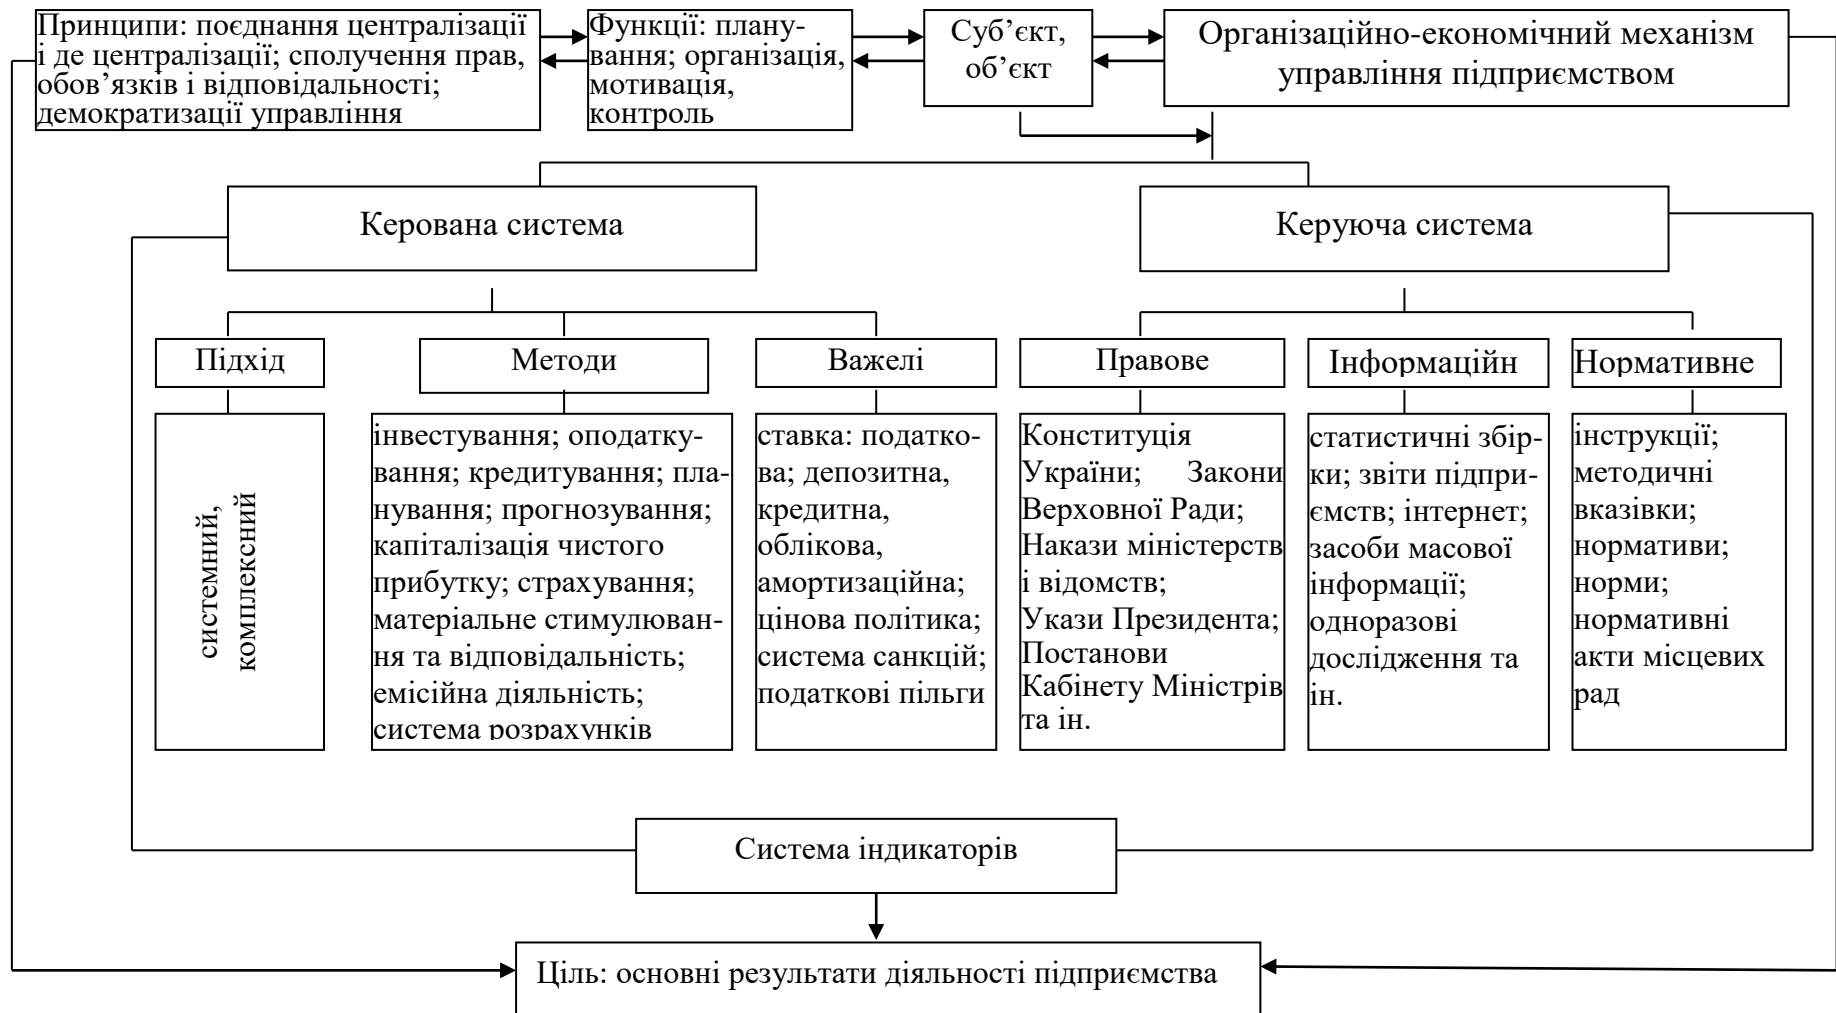 Принципи: поєднання централізації
і де централізації; сполучення прав,
обов’язків і відповідальності;
демократизації управління
Функції: плану-
вання; організація,
мотивація,
контроль
Суб’єкт,
об’єкт
Організаційно-економічний механізм
управління підприємством
Керована система
Керуюча система
Підхід
Методи
Важелі
Правове
Інформаційн
Нормативне
системний,
комплексний
інвестування; оподатку-
вання; кредитування; пла-
нування; прогнозування;
капіталізація чистого
прибутку; страхування;
матеріальне стимулюван-
ня та відповідальність;
емісійна діяльність;
система розрахунків
ставка: податко-
ва; депозитна,
кредитна,
облікова,
амортизаційна;
цінова політика;
система санкцій;
податкові пільги
Конституція
України; Закони
Верховної Ради;
Накази міністерств
і відомств;
Укази Президента;
Постанови
Кабінету Міністрів
та ін.
статистичні збір-
ки; звіти підпри-
ємств; інтернет;
засоби масової
інформації;
одноразові
дослідження та
ін.
інструкції;
методичні
вказівки;
нормативи;
норми;
нормативні
акти місцевих
рад
Система індикаторів
Ціль: основні результати діяльності підприємства